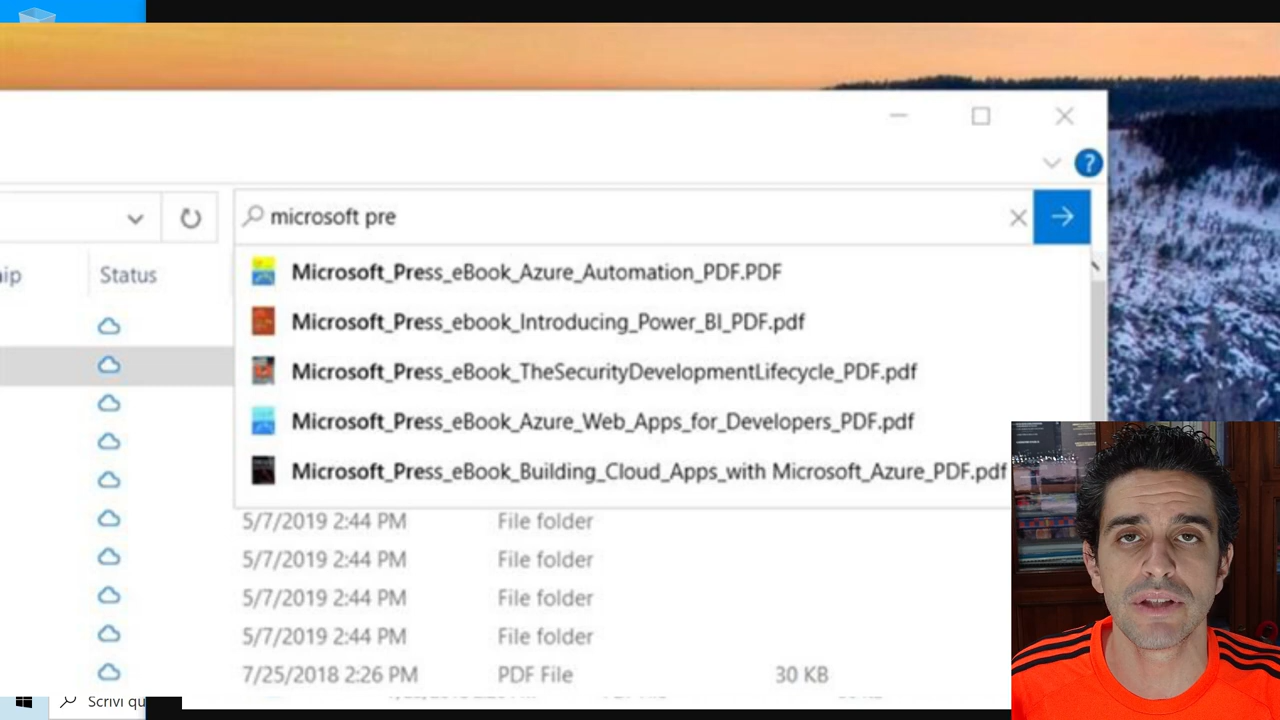 microsoft pre
ip
Status
Microsoft_Press_eBook_Azure_Automation_PDF.PDF
Microsoft_Press_ebook_Introducing_Power_BI_PDF.pdf
Microsoft_Press_eBook_TheSecurityDevelopmentLifecycle_PDF.pdf
Microsoft_Press_eBook_Azure_Web_Apps_for_Developers_PDF.pdf
Microsoft_Press_eBook_Building_Cloud_Apps_with Microsoft_Azure_PDF.pdf
5/7/2019 2:44 PM File folder
5/7/2019 2:44 PM File folder
5/7/2019 2:44 PM File folder
5/7/2019 2:44 PM File folder
7/25/2018 2:26 PM PDF File 30 KB
Scrivi qu